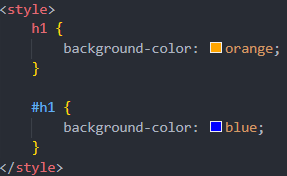 <style>
    h1 {
        background-color: orange;
    }

    #h1 {
        background-color: blue;
    }
</style>